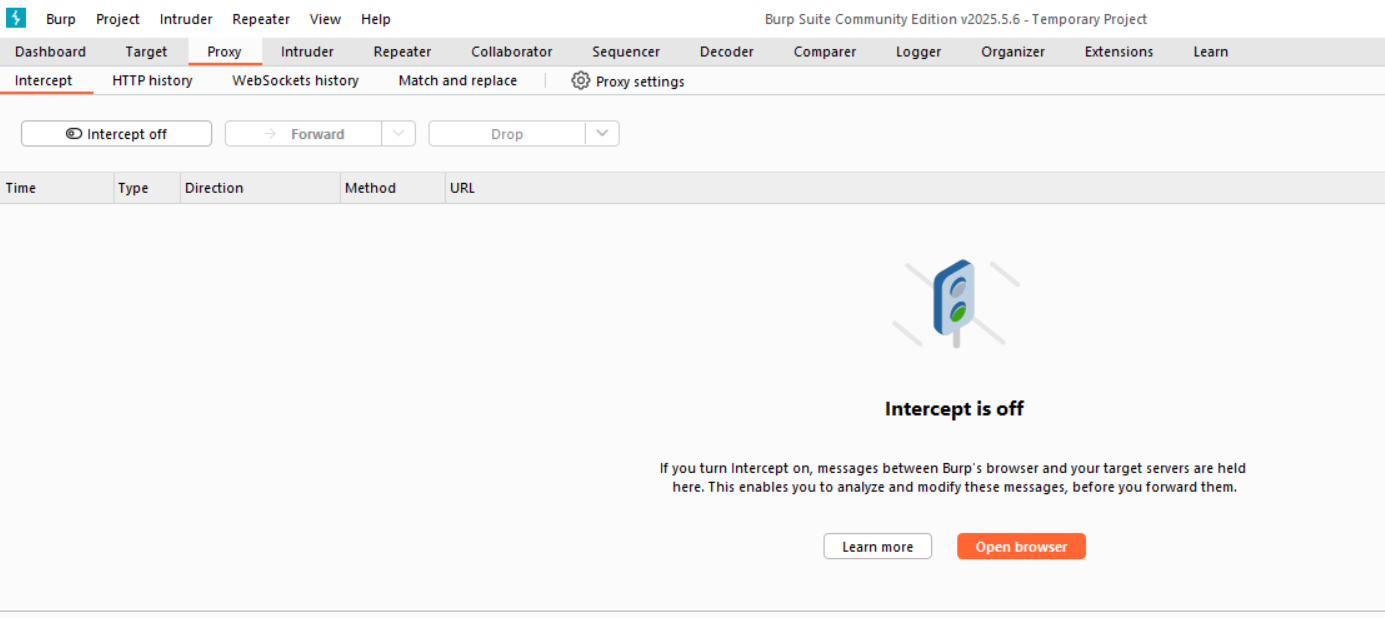 Burp Project Intruder Repeater View Help Burp Suite Community Edition v2025.5.6 - Temporary Project
Dashboard Target Proxy Intruder Repeater Collaborator Sequencer Decoder Comparer Logger Organizer Extensions Learn
Intercept HTTP history WebSockets history Match and replace Proxy settings
Intercept off Forward Drop
Time Type Direction Method URL
Intercept is off
If you turn Intercept on, messages between Burp's browser and your target servers are held
here. This enables you to analyze and modify these messages, before you forward them.
Learn more Open browser